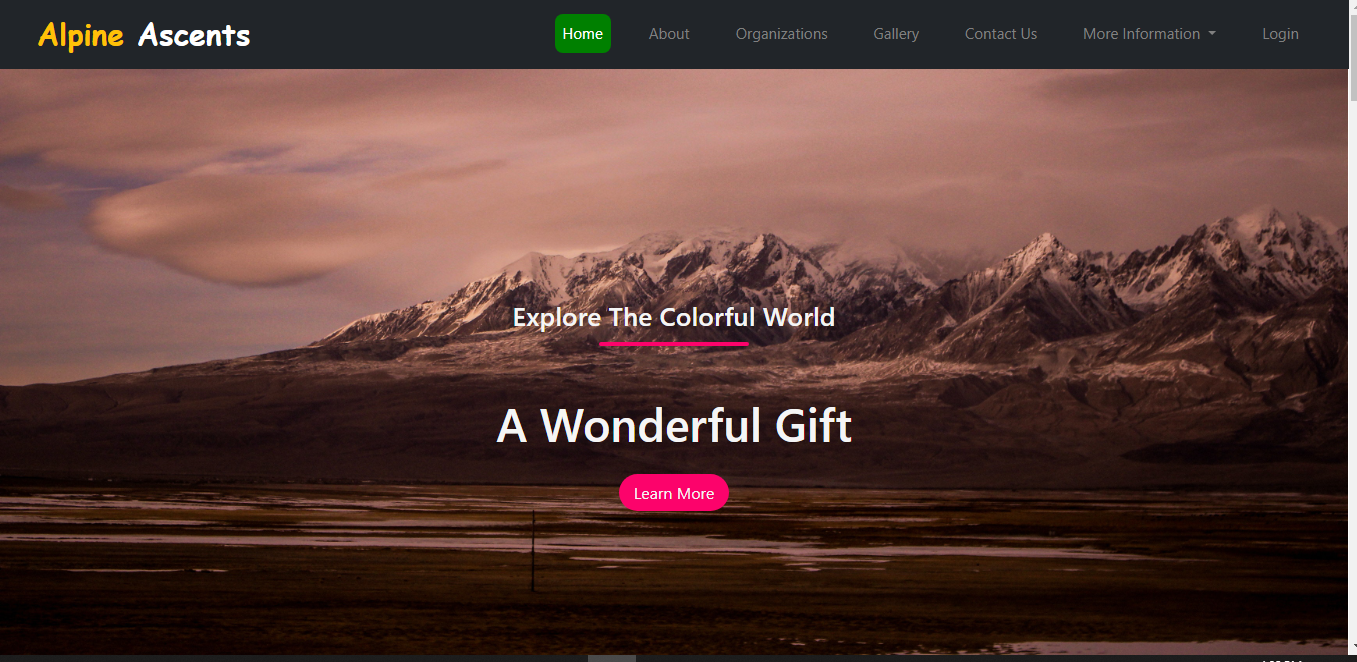 Alpine Ascents
Home About Organizations Gallery Contact Us More Information Login
Explore The Colorful World
A Wonderful Gift
Learn More